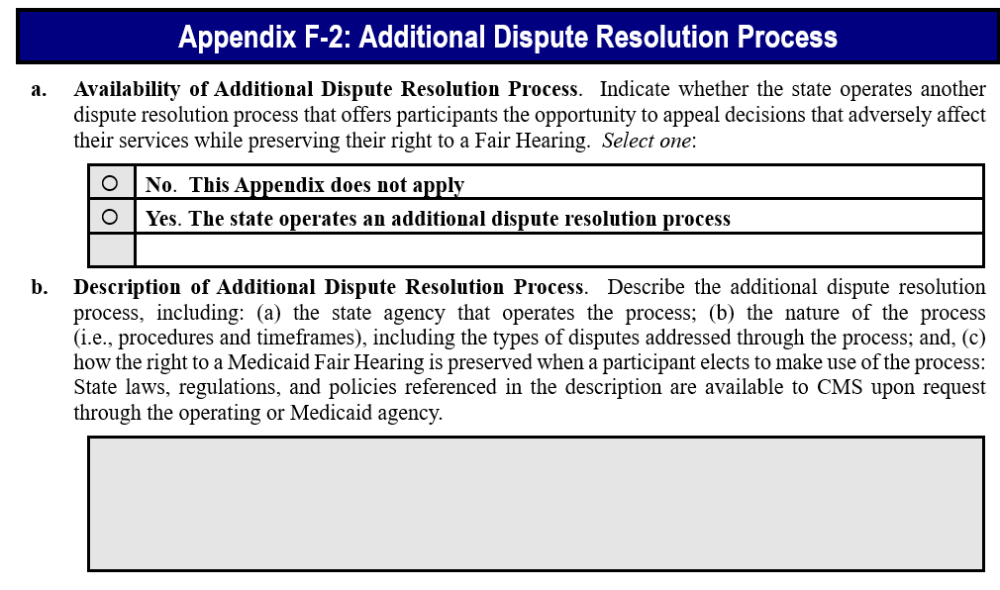 Appendix F-2: Additional Dispute Resolution Process
a. Availability of Additional Dispute Resolution Process. Indicate whether the state operates another
dispute resolution process that offers participants the opportunity to appeal decisions that adversely affect
their services while preserving their right to a Fair Hearing. Select one:
No. This Appendix does not apply
Yes. The state operates an additional dispute resolution process
b. Description of Additional Dispute Resolution Process. Describe the additional dispute resolution
process, including: (a) the state agency that operates the process; (b) the nature of the process
(i.e., procedures and timeframes), including the types of disputes addressed through the process; and, (c)
how the right to a Medicaid Fair Hearing is preserved when a participant elects to make use of the process:
State laws, regulations, and policies referenced in the description are available to CMS upon request
through the operating or Medicaid agency.